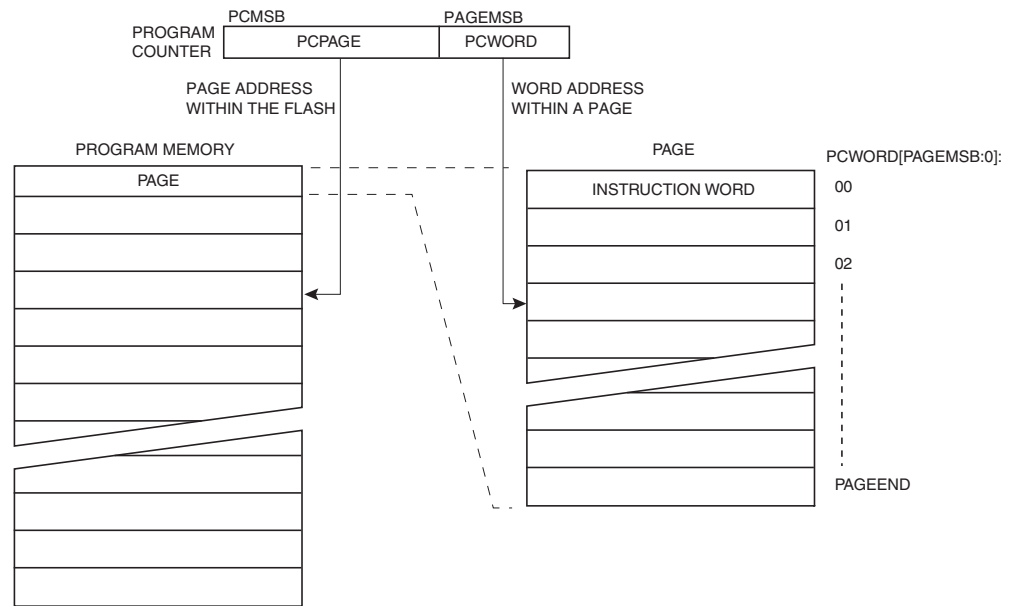 PCMSB PAGEMSB
PROGRAM
COUNTER
PCPAGE PCWORD
PAGE ADDRESS
WITHIN THE FLASH
WORD ADDRESS
WITHIN A PAGE
PROGRAM MEMORY
PAGE
PAGE
PCWORD[PAGEMSB:0]:
INSTRUCTION WORD
00
01
02
PAGEEND